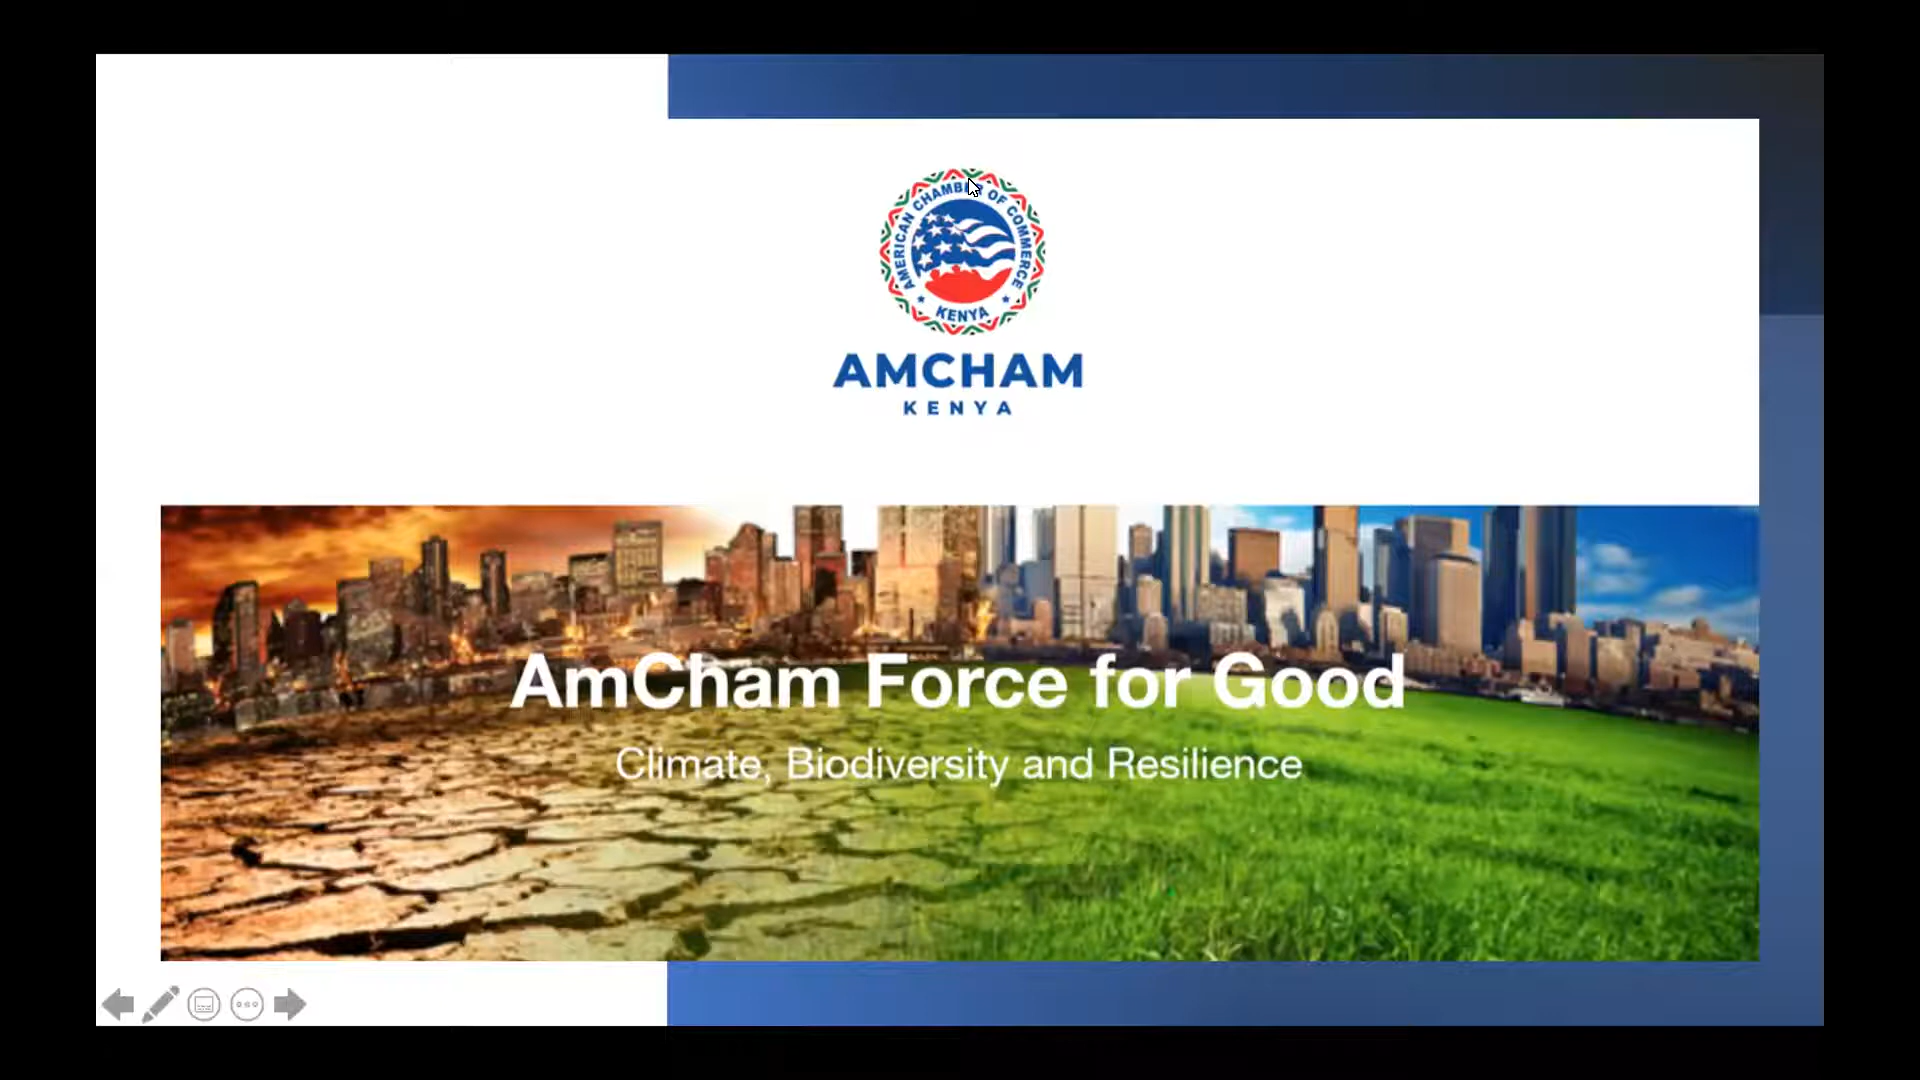 AMERICAN CHAMBER OF COMMERCE
KENYA
AMCHAM
KENYA
AmCham Force for Good
Climate, Biodiversity and Resilience